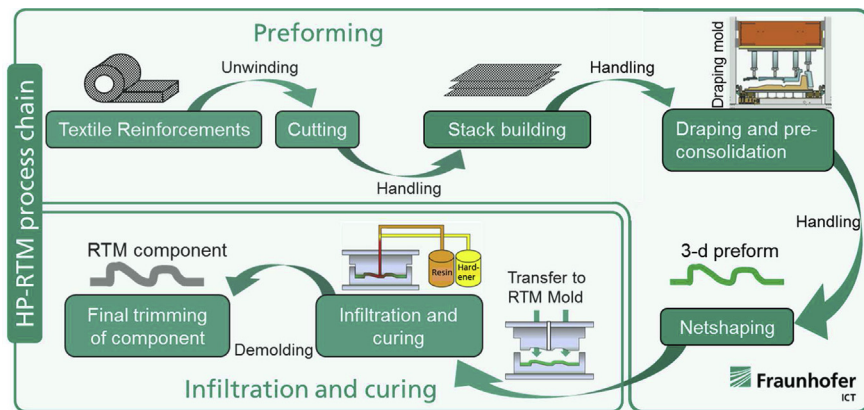 HP-RTM process chain
Preforming
Unwinding
Textile Reinforcements
Cutting
Handling
Stack building
Handling
Draping mold
Draping and pre-
consolidation
Handling
3-d preform
Netshaping
Handling
Transfer to
RTM Mold
Resin
Hard-
ener
Infiltration and
curing
Demolding
RTM component
Final trimming
of component
Infiltration and curing
Fraunhofer
ICT